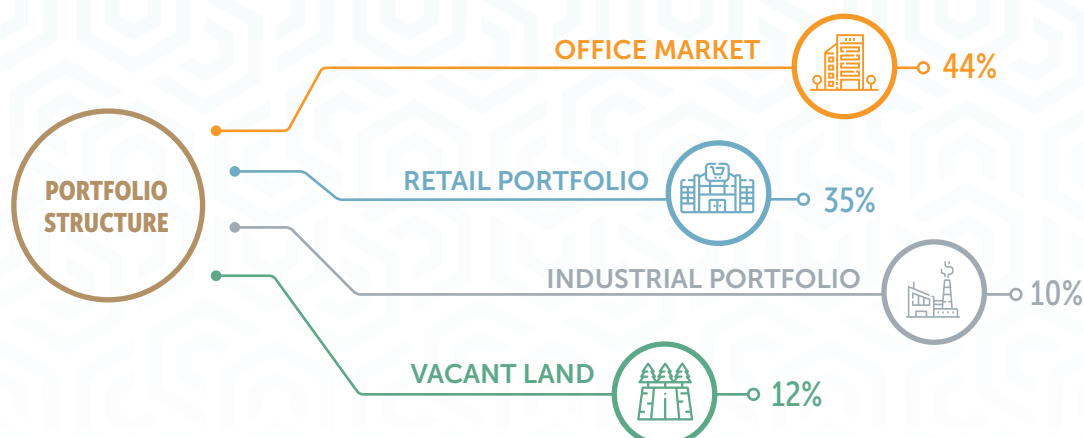 OFFICE MARKET
44%
PORTFOLIO
STRUCTURE
RETAIL PORTFOLIO
35%
INDUSTRIAL PORTFOLIO
10%
VACANT LAND
12%